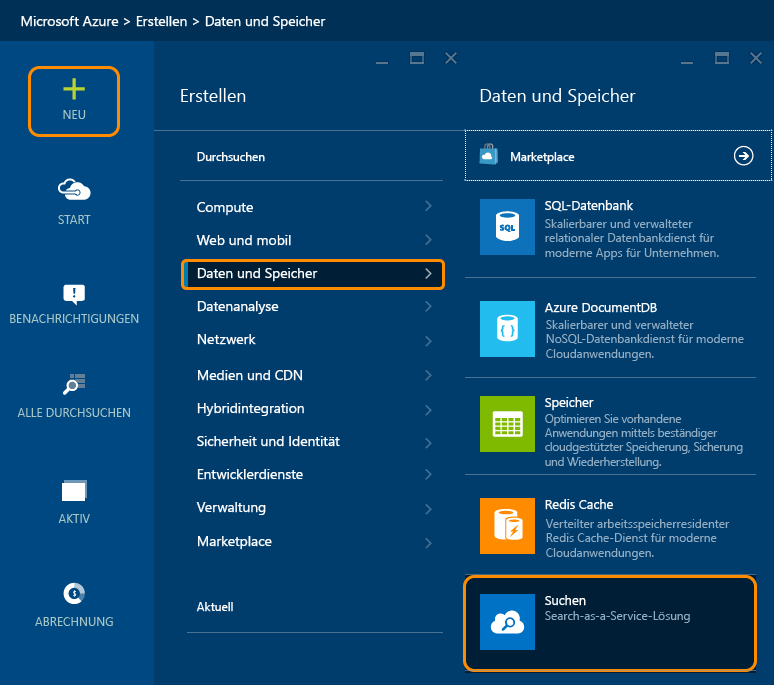 Microsoft Azure > Erstellen > Daten und Speicher
NEU
START
BENACHRICHTIGUNGEN
ALLE DURCHSUCHEN
AKTIV
ABRECHNUNG
Erstellen
Durchsuchen
Compute
Web und mobil
Daten und Speicher
Datenanalyse
Netzwerk
Medien und CDN
Hybridintegration
Sicherheit und Identität
Entwicklerdienste
Verwaltung
Marketplace
Aktuell
Daten und Speicher
Marketplace
SQL
SQL-Datenbank
Skalierbarer und verwalteter
relationaler Datenbankdienst für
moderne Apps für Unternehmen.
Azure DocumentDB
Skalierbarer und verwalteter
NoSQL-Datenbankdienst für moderne
Cloudanwendungen.
Speicher
Optimieren Sie vorhandene
Anwendungen mittels beständiger
cloudgestützter Speicherung, Sicherung
und Wiederherstellung.
Redis Cache
Verteilter arbeitsspeicherresidenter
Redis Cache-Dienst für moderne
Cloudanwendungen.
Suchen
Search-as-a-Service-Lösung